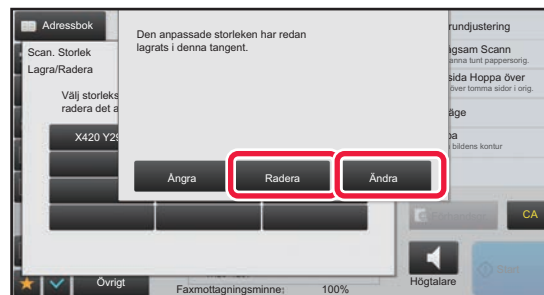 Adressbok
Den anpassade storleken har redan
lagrats i denna tangent.
Scan. Storlek
Lagra/Radera
Välj storleks
radera det a
X420 Y29
Ångra
Radera
Ändra
rundjustering
gsam Scann
anna tunt pappersorig.
sida Hoppa över
över tomma sidor i orig.
äge
pa
bildens kontur
CA
Start
Högtalare
Övrigt
Faxmottagningsminne:
100%